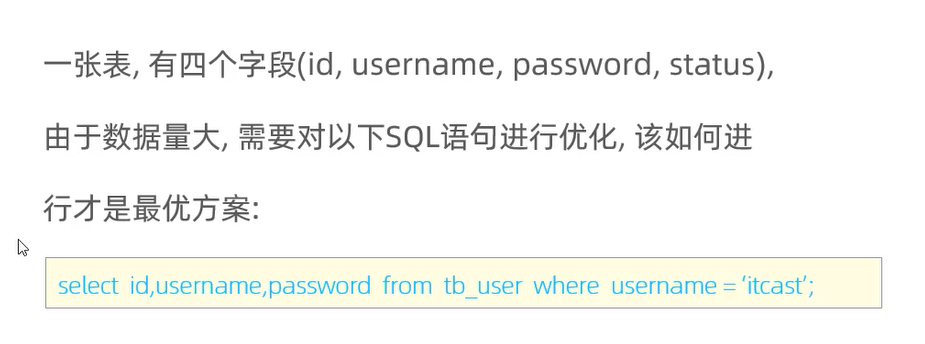 一张表, 有四个字段(id, username, password, status),
由于数据量大, 需要对以下SQL语句进行优化, 该如何进
行才是最优方案:
select id,username,password from tb_user where username = ‘itcast’;